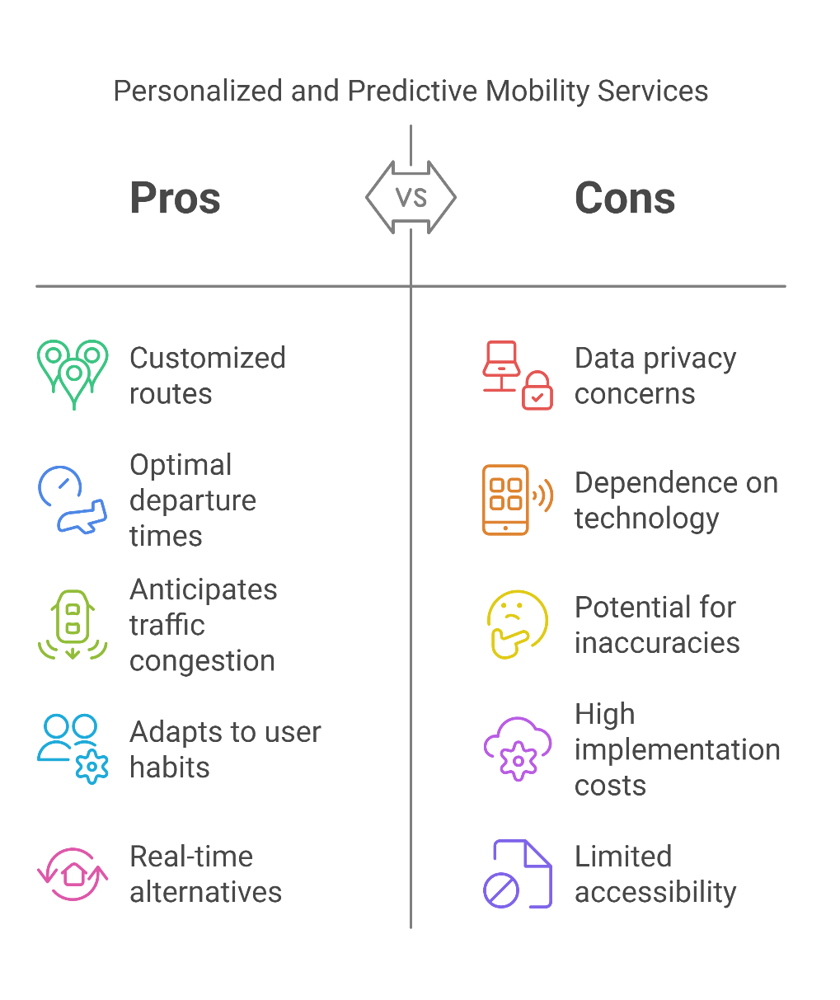 Personalized and Predictive Mobility Services
Pros
VS
Cons
Customized
routes
Optimal
departure
times
Anticipates
traffic
congestion
Adapts to user
habits
Real-time
alternatives
Data privacy
concerns
Dependence on
technology
Potential for
inaccuracies
High
implementation
costs
Limited
accessibility